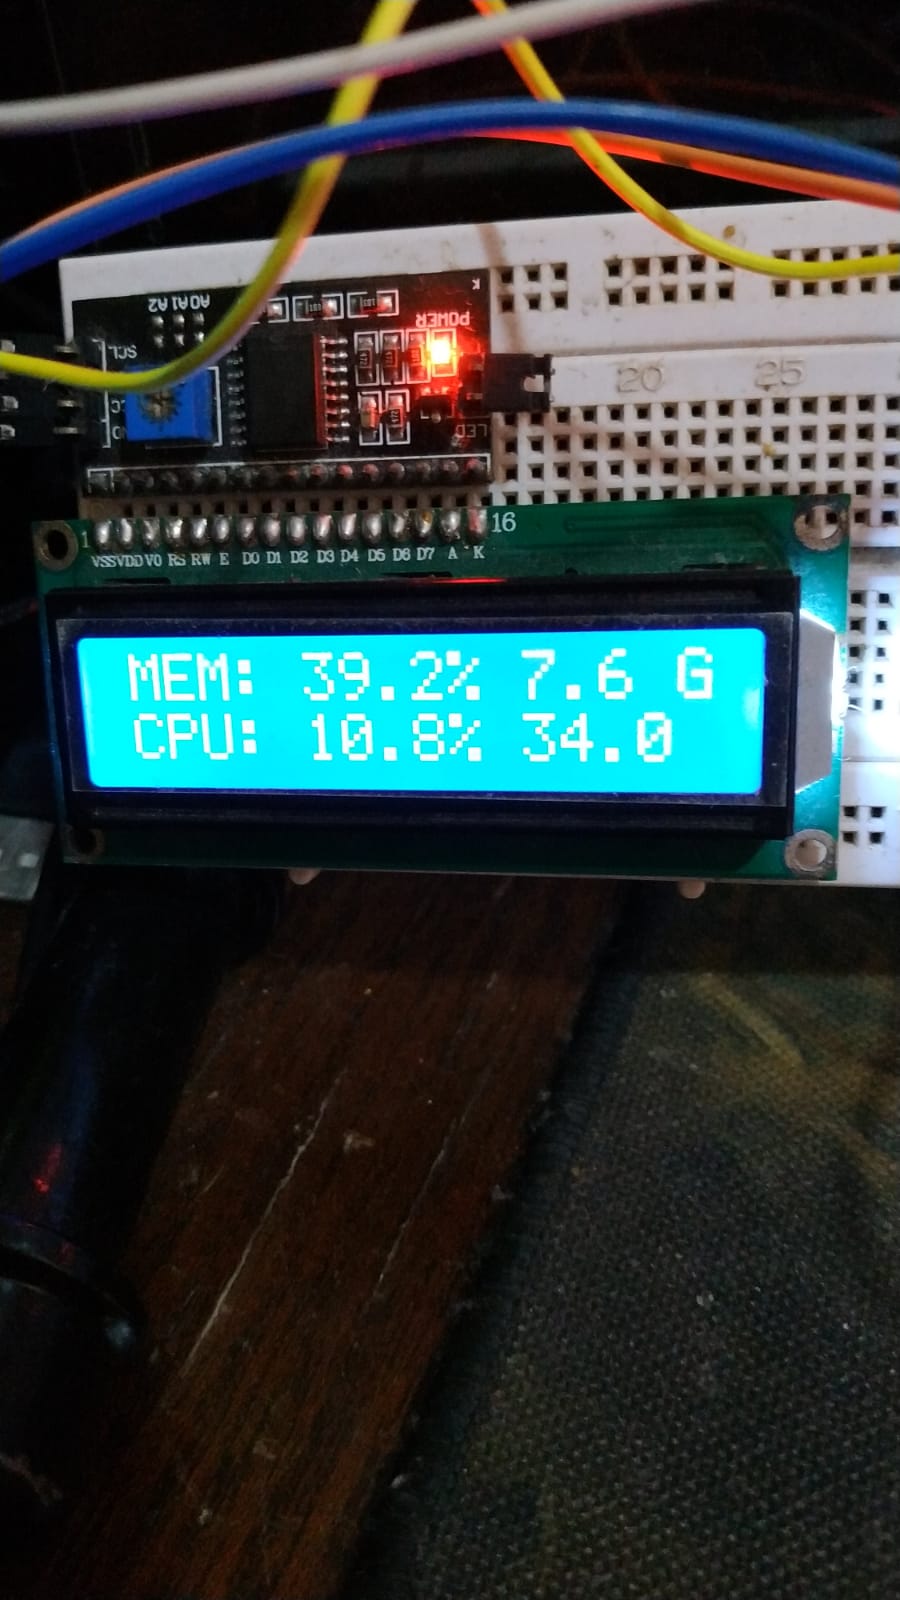 A0 A1 A2
K
SCL
POWER
LED
20 25
1 16
VSS VDD V0 RS RW E D0 D1 D2 D3 D4 D5 D6 D7 A K
MEM: 39.2% 7.6 G
CPU: 10.8% 34.0